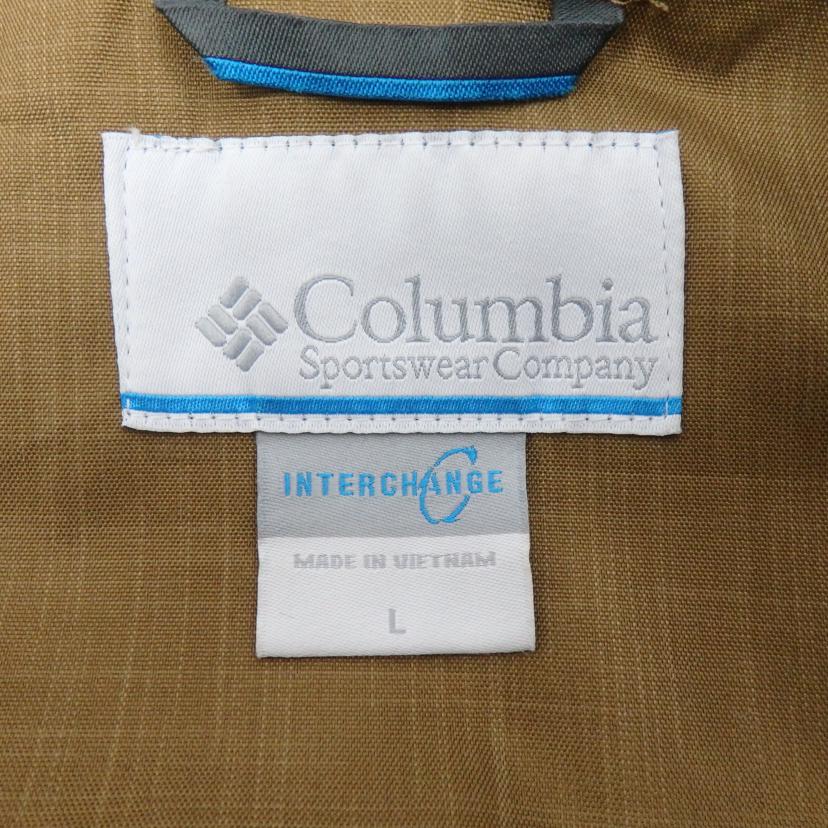 Columbia
Sportswear Company
INTERCHANGE
MADE IN VIETNAM
L